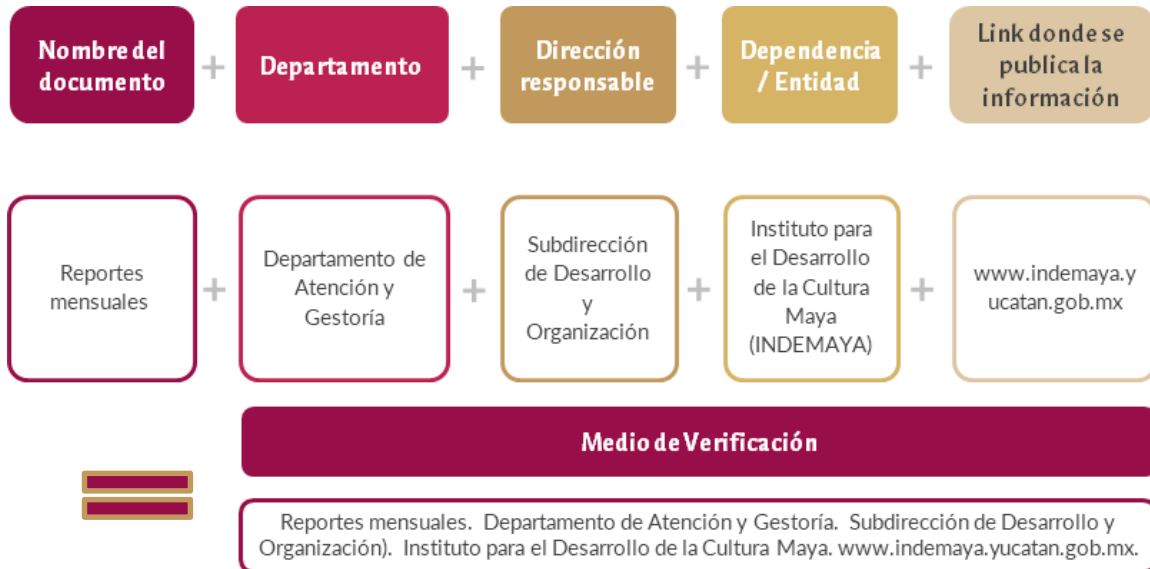 Nombre del
documento
+
Departamento
+
Dirección
responsable
+
Dependencia
/ Entidad
+
Link donde se
publica la
información
Reportes
mensuales
+
Departamento de
Atención y
Gestoría
+
Subdirección
de Desarrollo
y
Organización
+
Instituto para
el Desarrollo
de la Cultura
Maya
(INDEMAYA)
+
www.indemaya.y
ucatan.gob.mx
Medio de Verificación
Reportes mensuales. Departamento de Atención y Gestoría. Subdirección de Desarrollo y
Organización). Instituto para el Desarrollo de la Cultura Maya. www.indemaya.yucatan.gob.mx.